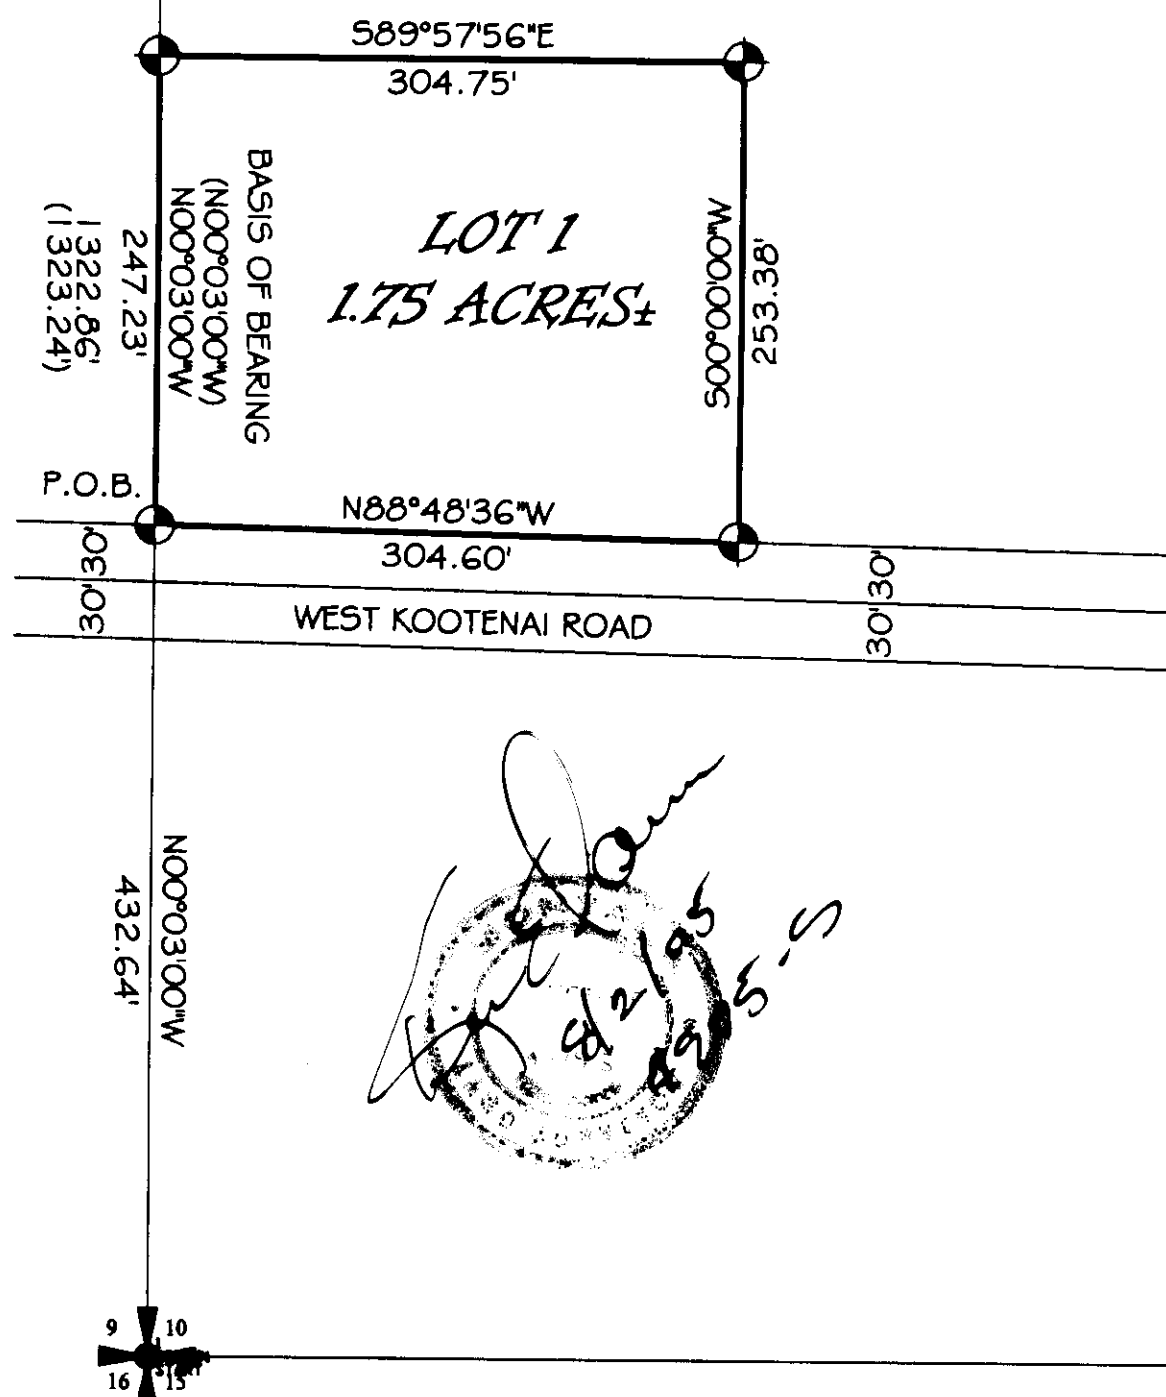 S89°57'56"E
304.75'
BASIS OF BEARING
(N00°03'00"W)
N00°03'00"W
247.23'
1322.86'
(1323.24')
LOT 1
1.75 ACRES±
S00°00'00"W
253.38'
P.O.B.
N88°48'36"W
304.60'
30'
30'
30'
30'
WEST KOOTENAI ROAD
N00°03'00"W
432.64'
9
10
16
15